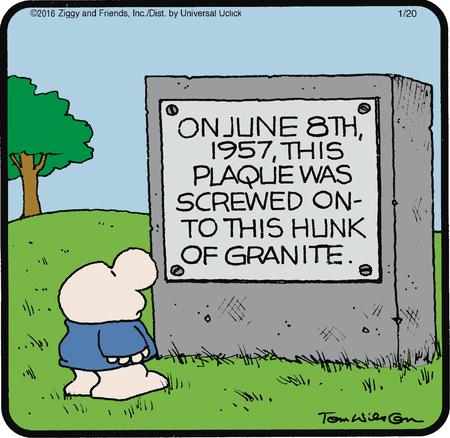 ©2016 Ziggy and Friends, Inc./Dist. by Universal Uclick 1/20
ON JUNE 8TH,
1957, THIS
PLAQUE WAS
SCREWED ON-
TO THIS HUNK
OF GRANITE.
Tom Wilson